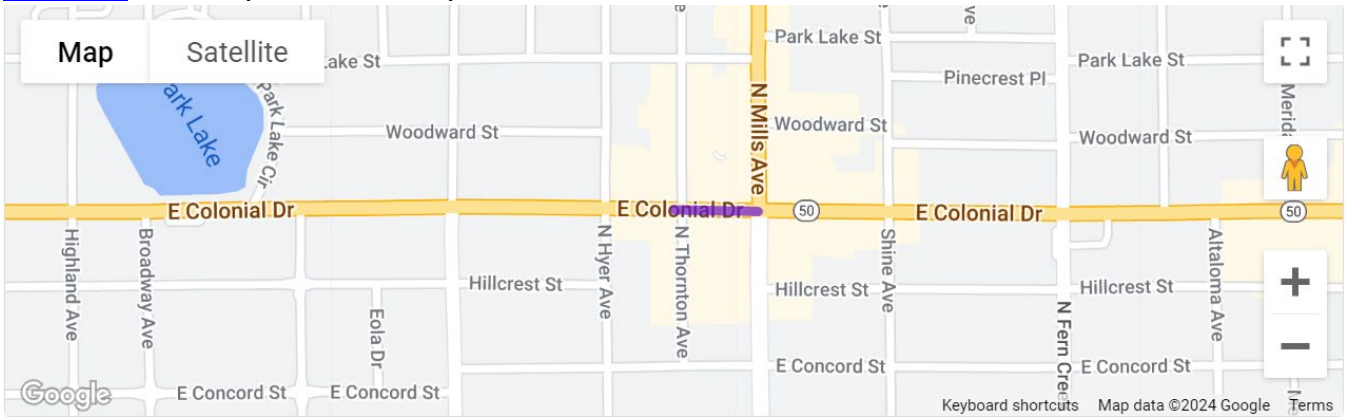 Map
Satellite
Park Lake St
Park Lake St
Pinecrest Pl
Park Lake
Park Lake Cir
Woodward St
N Mills Ave
Woodward St
Woodward St
E Colonial Dr
E Colonial Dr
50
E Colonial Dr
50
Highland Ave
Broadway Ave
N Hyer Ave
N Thornton Ave
Shine Ave
Altaloma Ave
Hillcrest St
Hillcrest St
Hillcrest St
Eola Dr
N Fern Cree
E Concord St
E Concord St
E Concord St
E Concord St
Google
Keyboard shortcuts
Map data ©2024 Google
Terms